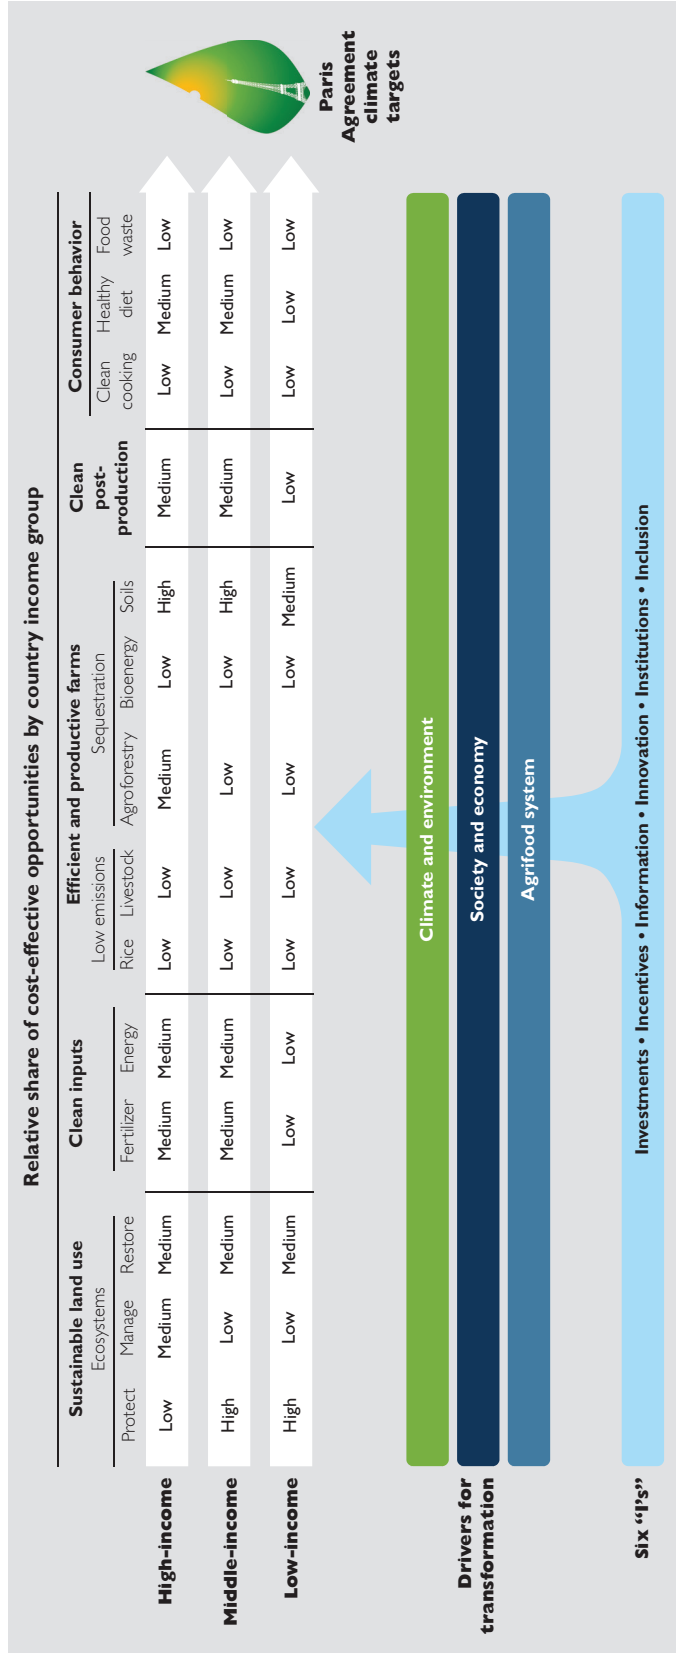 Relative share of cost-effective opportunities by country income group
Sustainable land use
Clean inputs
Efficient and productive farms
Clean
post-
production
Consumer behavior
Ecosystems
Low emissions
Sequestration
Protect
Manage
Restore
Fertilizer
Energy
Rice
Livestock
Agroforestry
Bioenergy
Soils
Clean
cooking
Healthy
diet
Food
waste
High-income
Low
Medium
Medium
Medium
Medium
Low
Low
Medium
Low
High
Medium
Low
Medium
Low
Middle-income
High
Low
Medium
Medium
Medium
Low
Low
Low
Low
High
Medium
Low
Medium
Low
Low-income
High
Low
Medium
Low
Low
Low
Low
Low
Low
Medium
Low
Low
Low
Low
Paris
Agreement
climate
targets
Drivers for
transformation
Climate and environment
Society and economy
Agrifood system
Six “I’s”
Investments • Incentives • Information • Innovation • Institutions • Inclusion